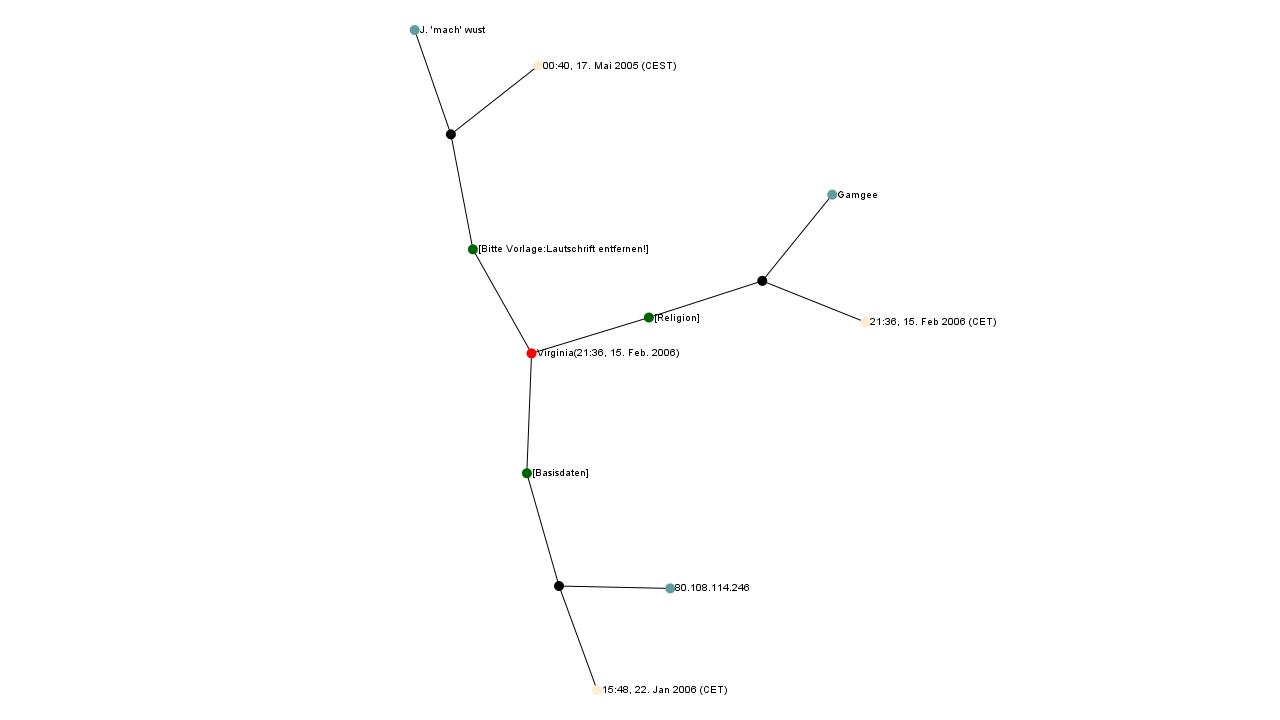 J. 'mach' wust
00:40, 17. Mai 2005 (CEST)
Gamgee
[Bitte Vorlage:Lautschrift entfernen!]
[Religion]
21:36, 15. Feb 2006 (CET)
Virginia(21:36, 15. Feb. 2006)
[Basisdaten]
80.108.114.246
15:48, 22. Jan 2006 (CET)